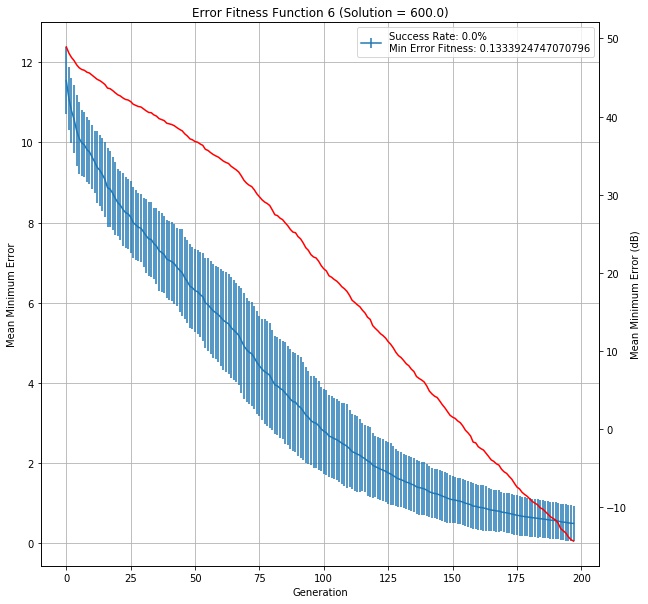 Error Fitness Function 6 (Solution = 600.0)
Success Rate: 0.0%
Min Error Fitness: 0.1333924747070796
Mean Minimum Error
12
10
8
6
4
2
0
50
40
30
20
10
0
−10
Mean Minimum Error (dB)
0 25 50 75 100 125 150 175 200
Generation